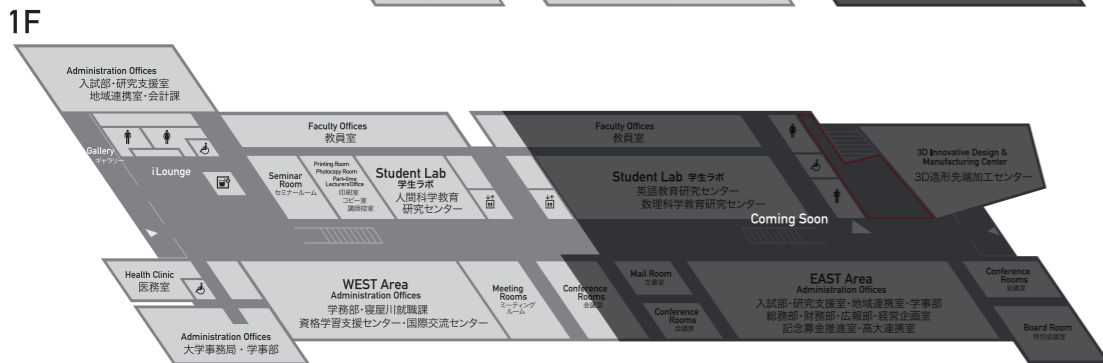 1F
Administration Offices
入試部・研究支援室
地域連携室・会計課
Gallery
ギャラリー
iLounge
Faculty Offices
教員室
Seminar
Room
セミナールーム
Printing Room
Photocopy Room
Part-time
Lecturers Office
印刷室
コピー室
講師控室
Student Lab
学生ラボ
人間科学教育
研究センター
Faculty Offices
教員室
Student Lab 学生ラボ
英語教育研究センター
数理科学教育研究センター
Coming Soon
3D Innovative Design &
Manufacturing Center
3D造形先端加工センター
Health Clinic
医務室
Administration Offices
大学事務局・学事部
WEST Area
Administration Offices
学務部・寝屋川就職課
資格学習支援センター・国際交流センター
Meeting
Rooms
ミーティング
ルーム
Conference
Rooms
会議室
Mail Room
文書室
Conference
Rooms
会議室
EAST Area
Administration Offices
入試部・研究支援室・地域連携室・学事部
総務部・財務部・広報部・経営企画室
記念募金推進室・高大連携室
Conference
Rooms
会議室
Board Room
特別会議室